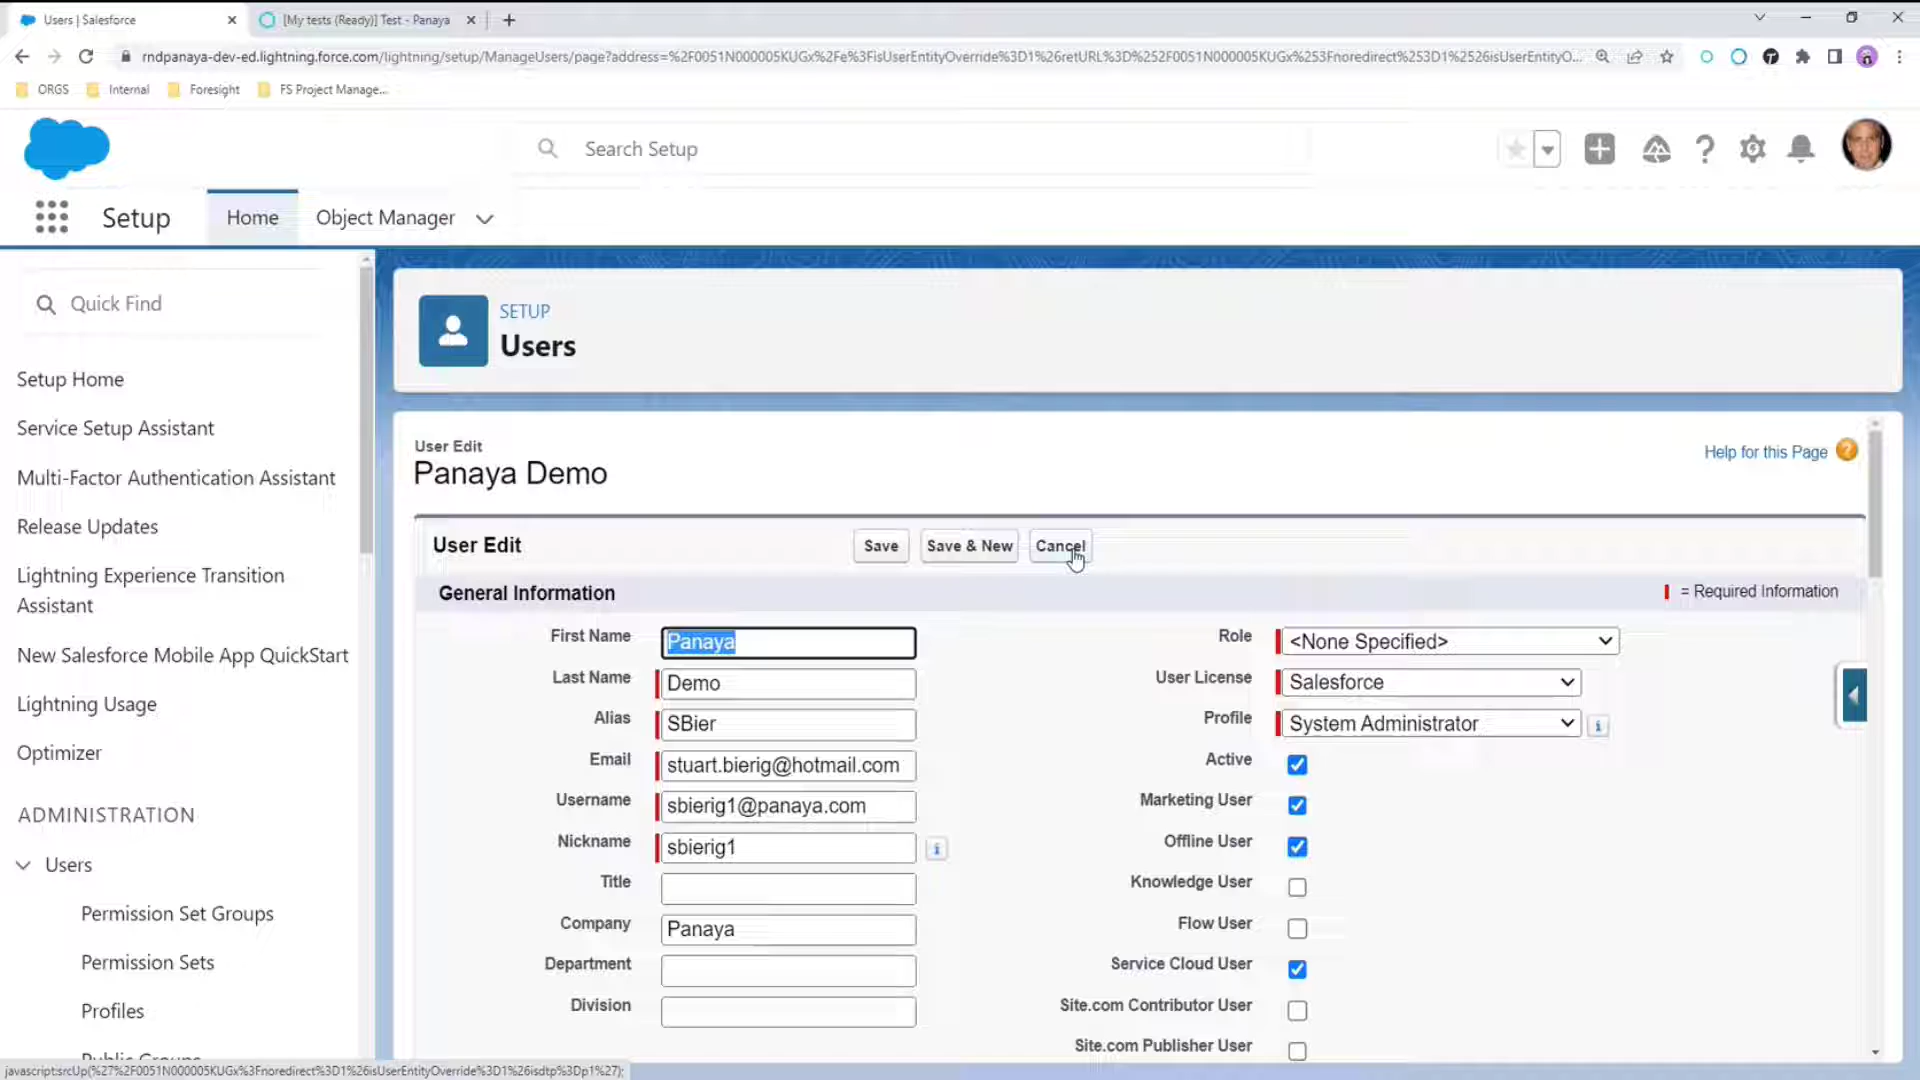 Users | Salesforce
[My tests (Ready)] Test - Panaya
rndpanaya-dev-ed.lightning.force.com/lightning/setup/ManageUsers/page?address=%2F0051N000005KUGx%2Fe%3FisUserEntityOverride%3D1%26retURL%3D%252F0051N000005KUGx%253Fnoredirect%253D1%2526isUserEntityO...
ORGS
Internal
Foresight
FS Project Manage...
Search Setup
Setup
Home
Object Manager
Quick Find
Setup Home
Service Setup Assistant
Multi-Factor Authentication Assistant
Release Updates
Lightning Experience Transition
Assistant
New Salesforce Mobile App QuickStart
Lightning Usage
Optimizer
ADMINISTRATION
Users
Permission Set Groups
Permission Sets
Profiles
Public Groups
SETUP
Users
User Edit
Panaya Demo
Help for this Page
User Edit
Save
Save & New
Cancel
General Information
= Required Information
First Name
Panaya
Last Name
Demo
Alias
SBier
Email
stuart.bierig@hotmail.com
Username
sbierig1@panaya.com
Nickname
sbierig1
Title
Company
Panaya
Department
Division
Role
<None Specified>
User License
Salesforce
Profile
System Administrator
Active
Marketing User
Offline User
Knowledge User
Flow User
Service Cloud User
Site.com Contributor User
Site.com Publisher User
javascript:srcUp(%27%2F0051N000005KUGx%3Fnoredirect%3D1%26isUserEntityOverride%3D1%26isdtp%3Dp1%27);